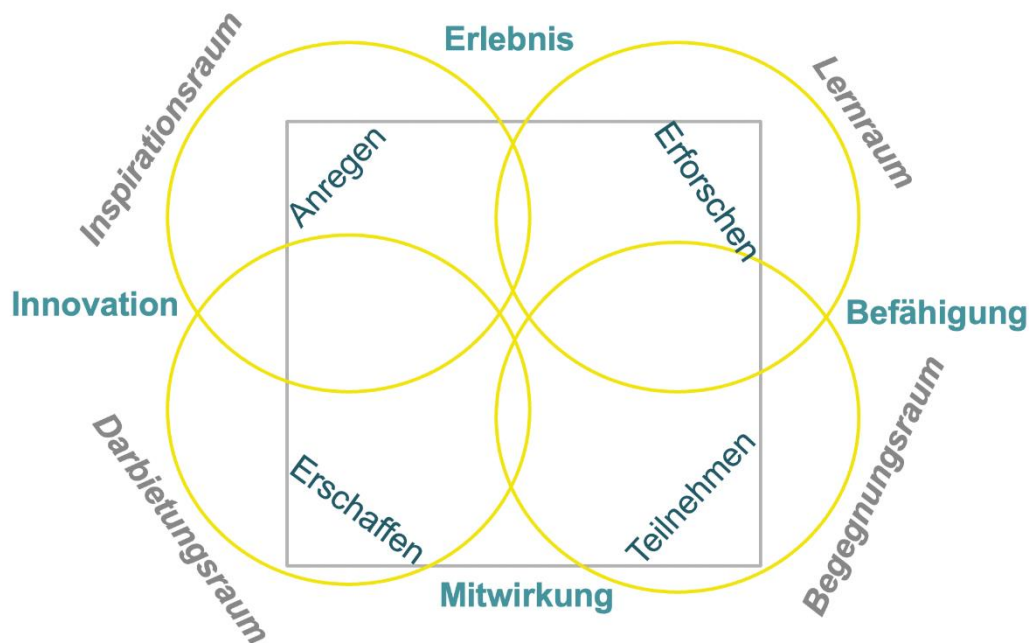 Erlebnis
Inspirationsraum
Lernraum
Anregen
Erforschen
Innovation
Befähigung
Darbietungsraum
Begegnungsraum
Erschaffen
Teilnehmen
Mitwirkung